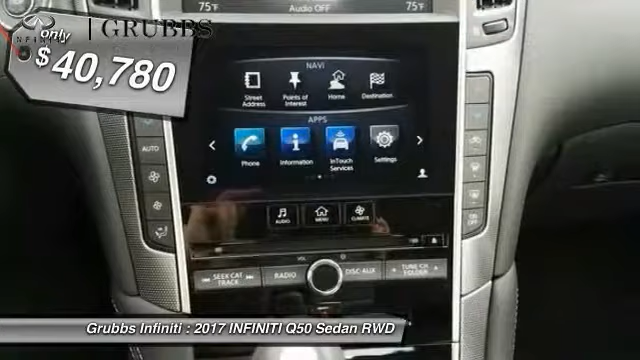 75°F
Audio OFF
75°F
INFINITI
GRUBBS
only
$40,780
NAVI
Street Address
Points of Interest
Home
Destination
APPS
Phone
Information
InTouch Services
Settings
AUTO
AUDIO
MENU
CLIMATE
VOL
SEEK CAT TRACK
RADIO
DISC·AUX
TUNE CH FOLDER
Grubbs Infiniti : 2017 INFINITI Q50 Sedan RWD